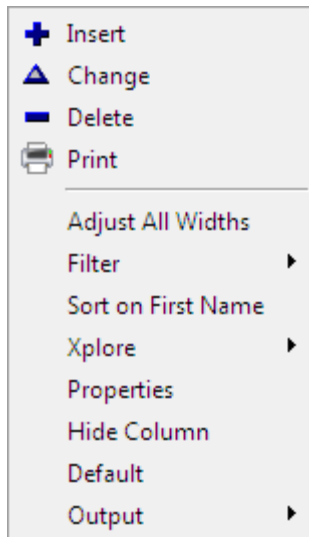 Insert
Change
Delete
Print
Adjust All Widths
Filter
Sort on First Name
Xplore
Properties
Hide Column
Default
Output